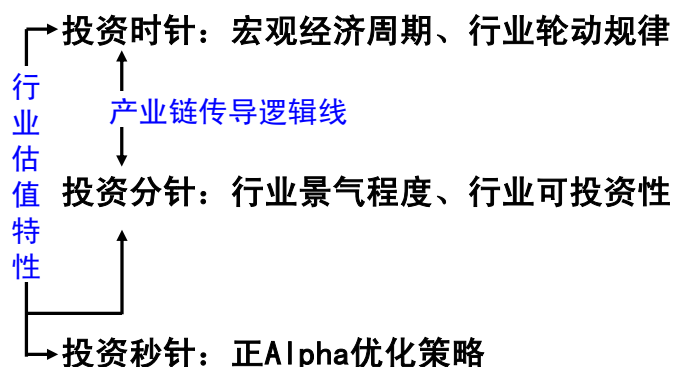 投资时针：宏观经济周期、行业轮动规律
产业链传导逻辑线
行业估值特性
投资分针：行业景气程度、行业可投资性
投资秒针：正Alpha优化策略